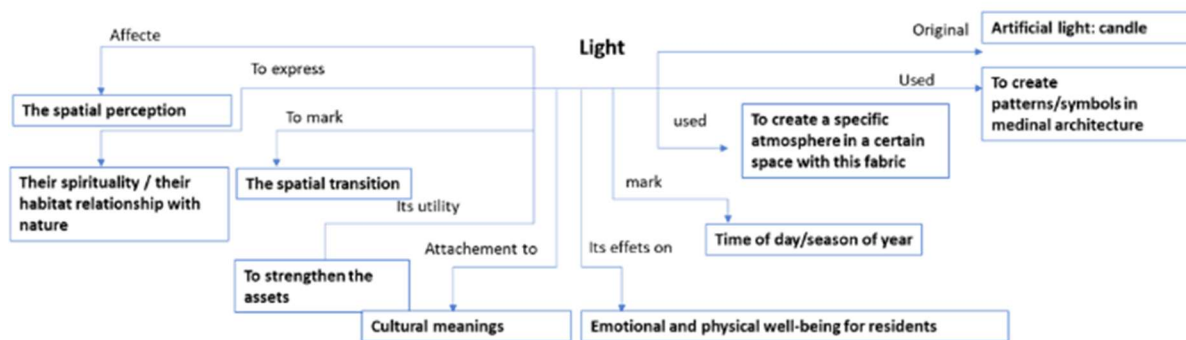 Affecte
Light
Original
Artificial light: candle
To express
Used
The spatial perception
To mark
used
To create a specific
atmosphere in a certain
space with this fabric
To create
patterns/symbols in
medinal architecture
Their spirituality / their
habitat relationship with
nature
The spatial transition
mark
Its utility
Time of day/season of year
Attachement to
Its effets on
To strengthen the
assets
Cultural meanings
Emotional and physical well-being for residents